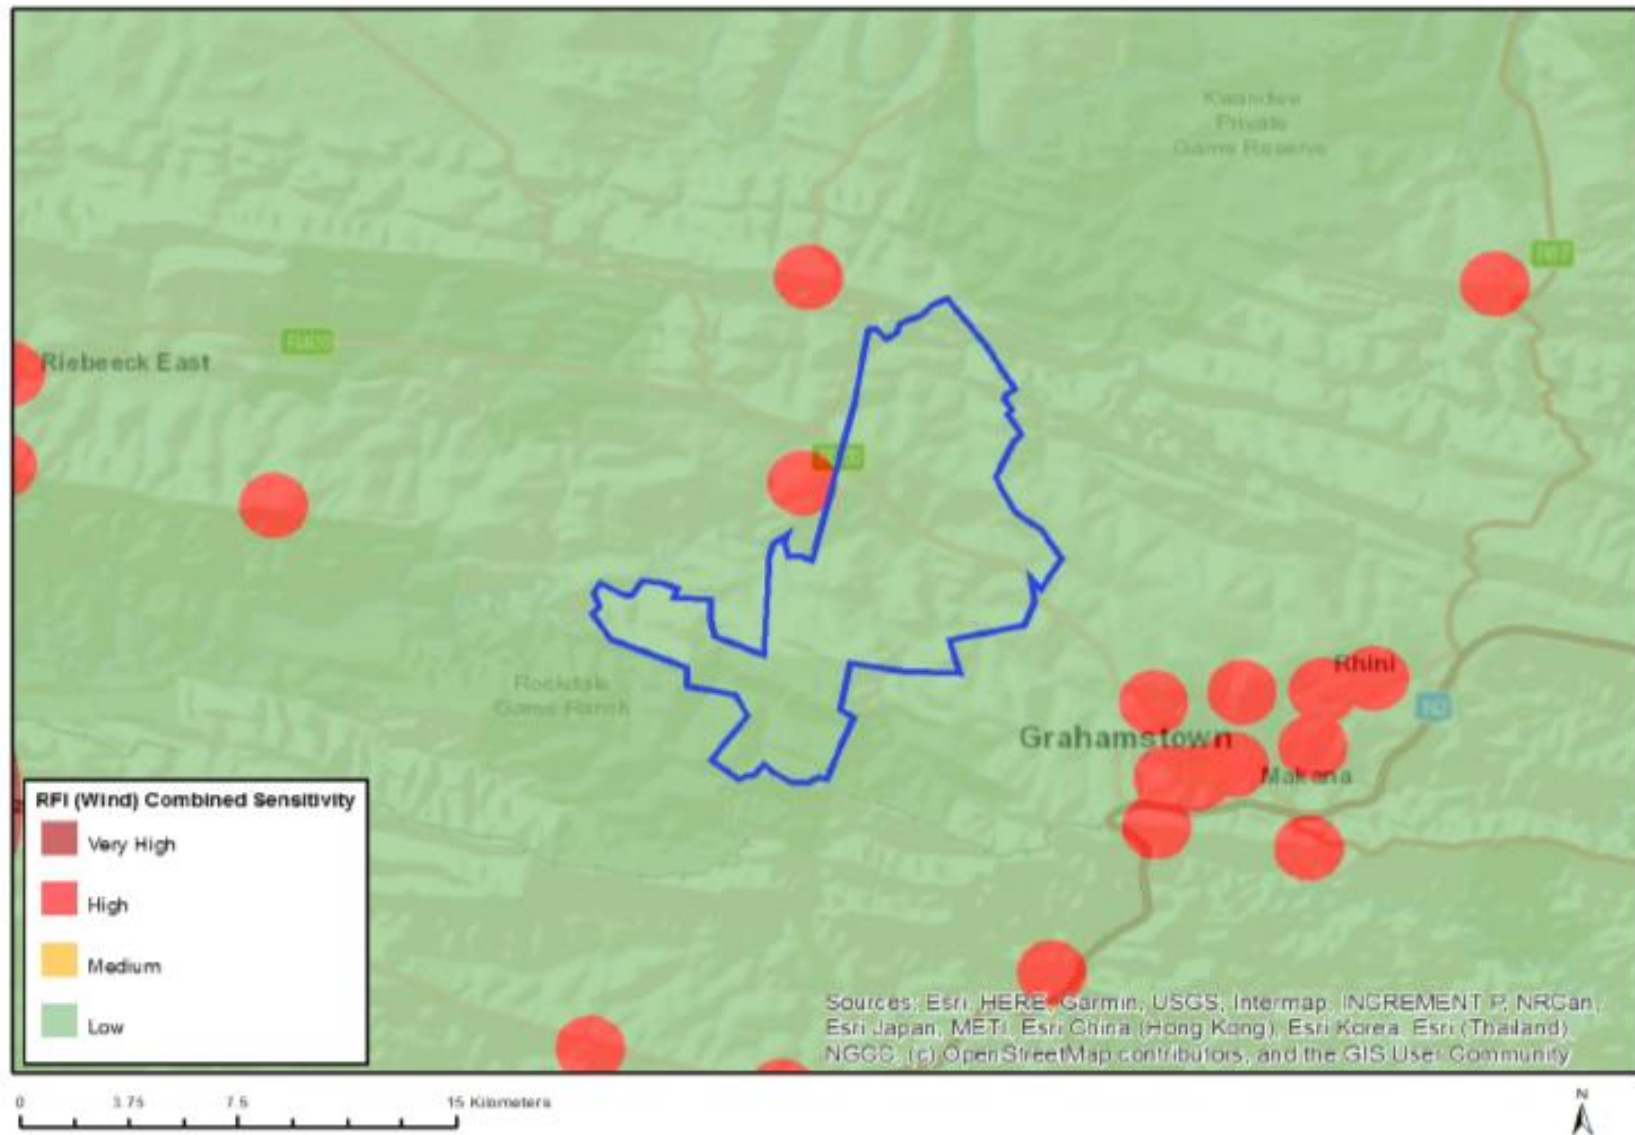 Kwandwe
Private
Game Reserve
Riebeeck East
R400
Rockdale
Game Ranch
Rhini
N2
Grahamstown
Makana
RFI (Wind) Combined Sensitivity
Very High
High
Medium
Low
Sources: Esri, HERE, Garmin, USGS, Intermap, INCREMENT P, NRCan,
Esri Japan, METI, Esri China (Hong Kong), Esri Korea, Esri (Thailand),
NGCC, (c) OpenStreetMap contributors, and the GIS User Community
0 3.75 7.5 15 Kilometers
N